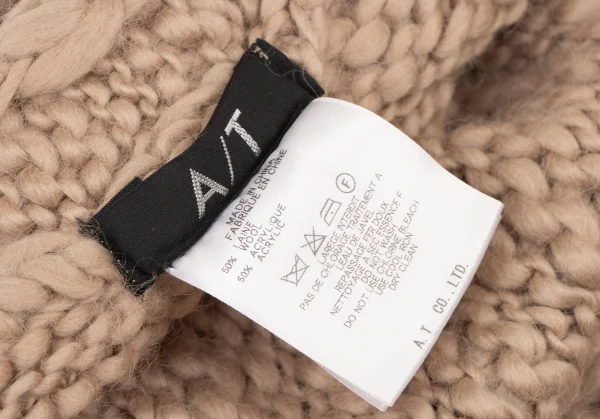 A/T
MADE IN CHINA
FABRIQUE EN CHINE
LAINE
50% WOOL
ACRYLIQUE
50% ACRYLIC
F
PAS DE CHLORAGE
REPASSAGE DOUX
DO NOT WASH
DO NOT USE CHLORINE BLEACH
USE COOL IRON
DRY CLEAN
A.T CO.,LTD.